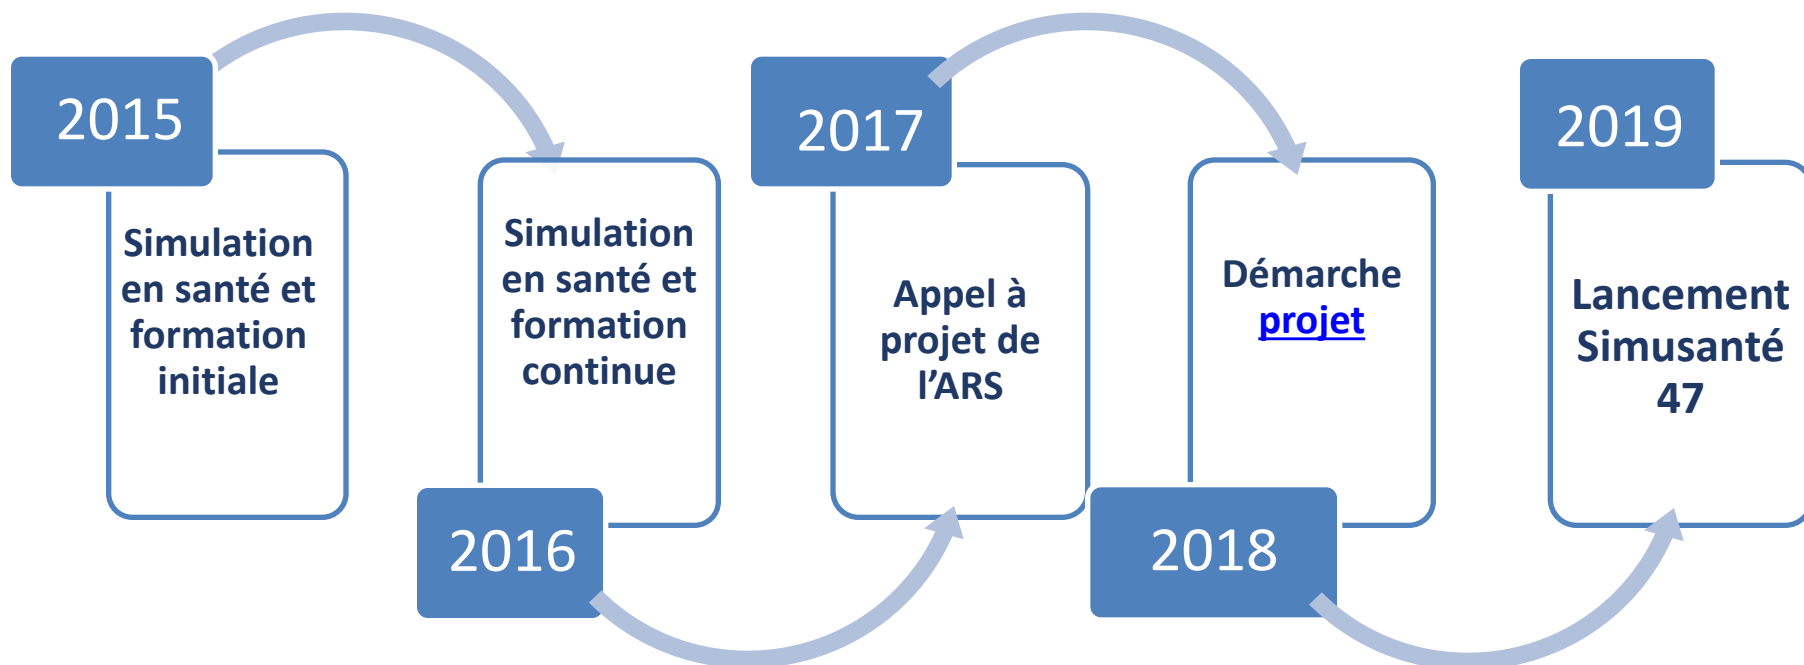 2015
Simulation
en santé et
formation
initiale
Simulation
en santé et
formation
continue
2016
2017
Appel à
projet de
l’ARS
Démarche
projet
2018
2019
Lancement
Simusanté
47